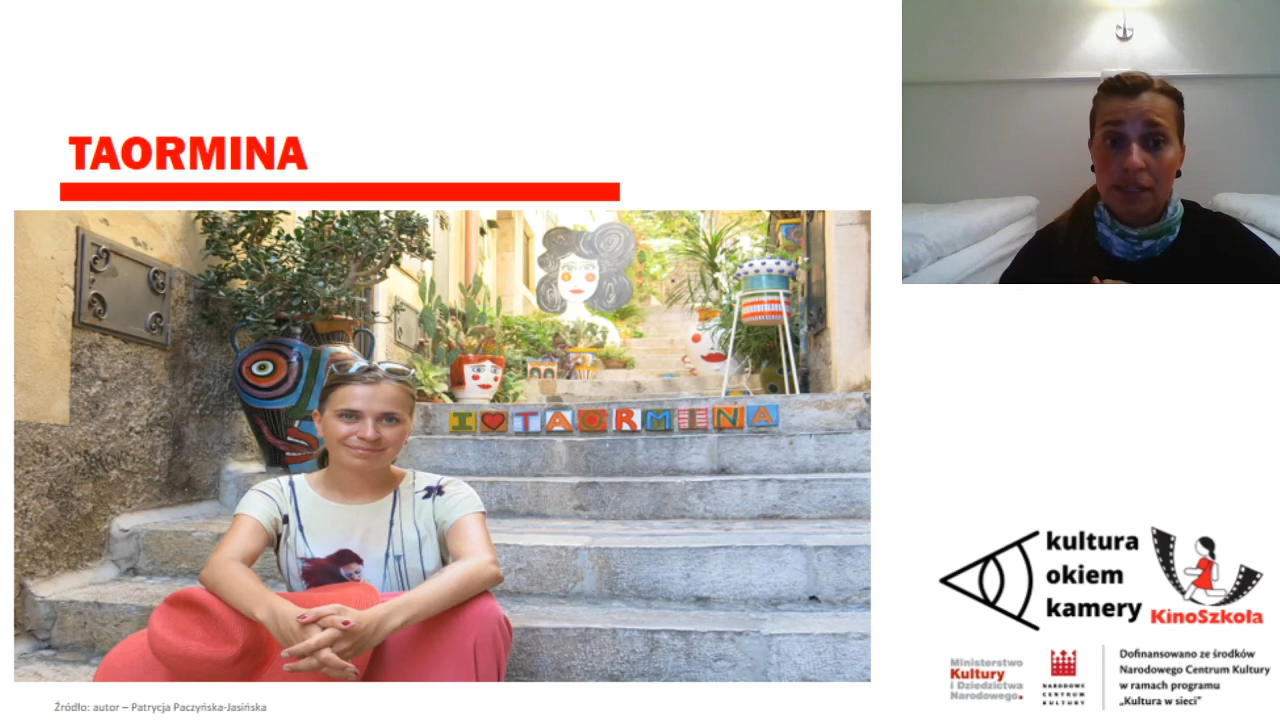 TAORMINA
I ♥ TAORMINA
kultura
okiem
kamery
KinoSzkoła
Ministerstwo
Kultury
i Dziedzictwa
Narodowego.
NARODOWE
CENTRUM
KULTURY
Dofinansowano ze środków
Narodowego Centrum Kultury
w ramach programu
„Kultura w sieci”
Źródło: autor – Patrycja Paczyńska-Jasińska